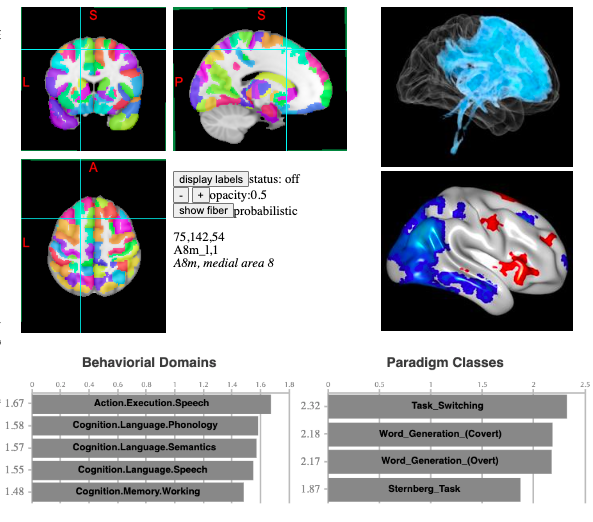 S
S
L
P
A
L
display labels status: off
- + opacity:0.5
show fiber probabilistic
75,142,54
A8m_l,1
A8m, medial area 8
Behaviorial Domains
0 0.2 0.4 0.6 0.8 1 1.2 1.4 1.6 1.8
1.67 Action.Execution.Speech
1.58 Cognition.Language.Phonology
1.57 Cognition.Language.Semantics
1.55 Cognition.Language.Speech
1.48 Cognition.Memory.Working
Paradigm Classes
0 0.5 1 1.5 2 2.5
2.32 Task_Switching
2.18 Word_Generation_(Covert)
2.17 Word_Generation_(Overt)
1.87 Sternberg_Task